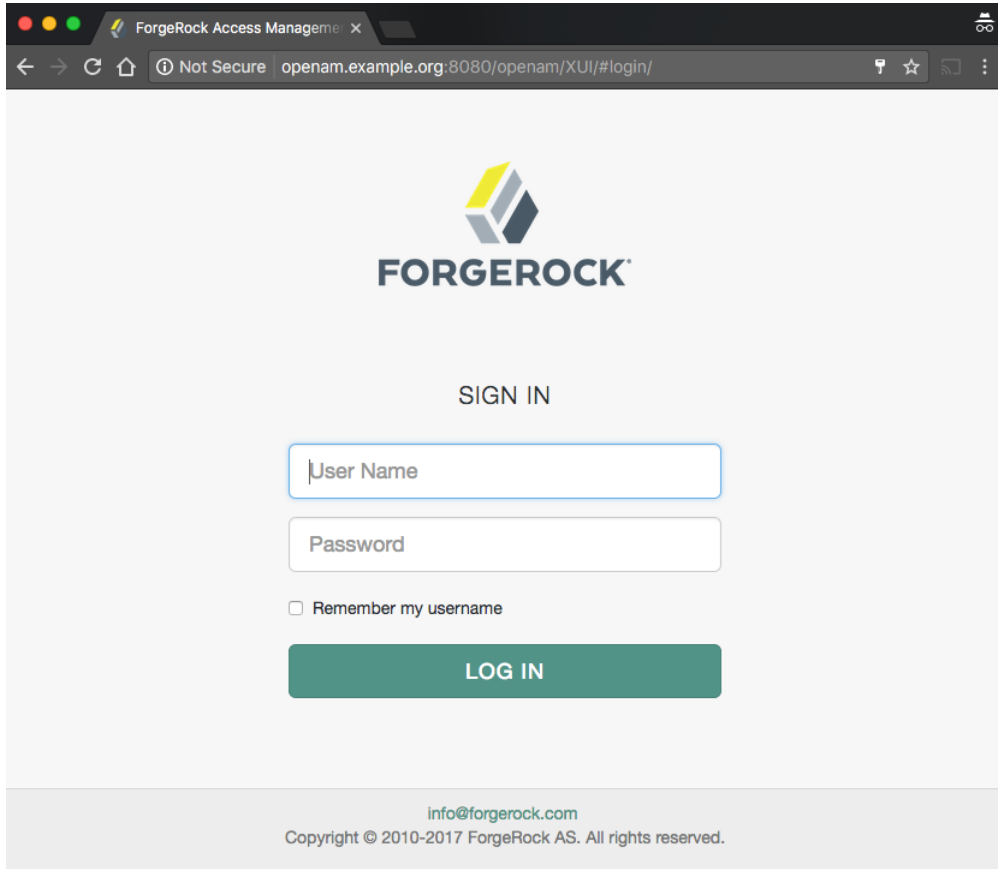 ForgeRock Access Manageme
Not Secure openam.example.org:8080/openam/XUI/#login/
FORGEROCK
SIGN IN
User Name
Password
Remember my username
LOG IN
info@forgerock.com
Copyright © 2010-2017 ForgeRock AS. All rights reserved.